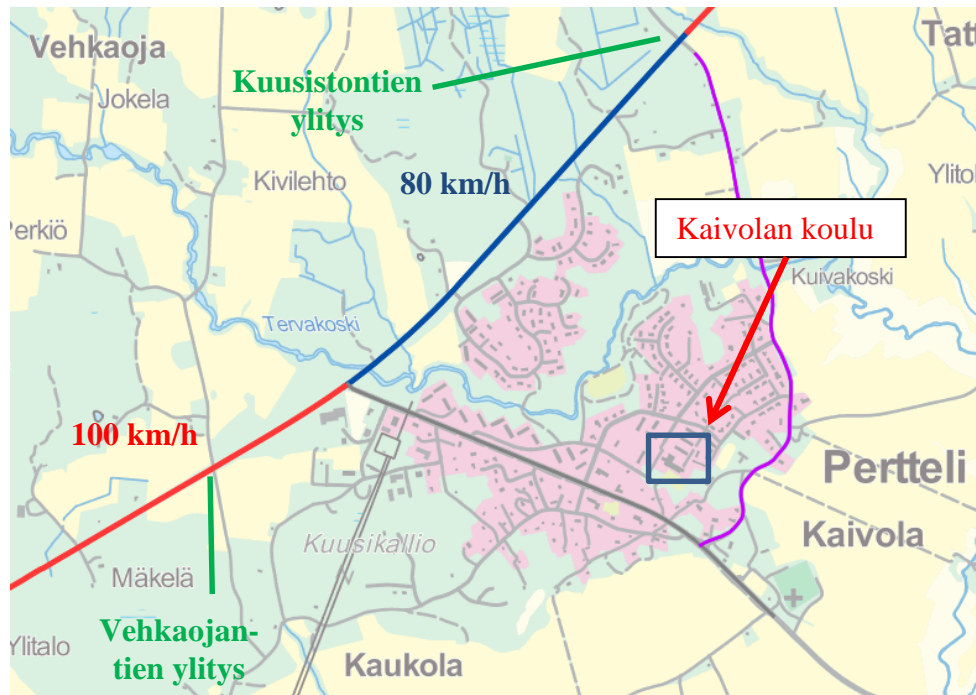 Vehkaoja
Tatt
Kuusistontien
ylitys
Jokela
80 km/h
Kivilehto
Ylitol
Perkiö
Kaivolan koulu
Kuivakoski
Tervakoski
100 km/h
Pertteli
Kuusikallio
Kaivola
Mäkelä
Ylitalo
Vehkaojan-
tien ylitys
Kaukola